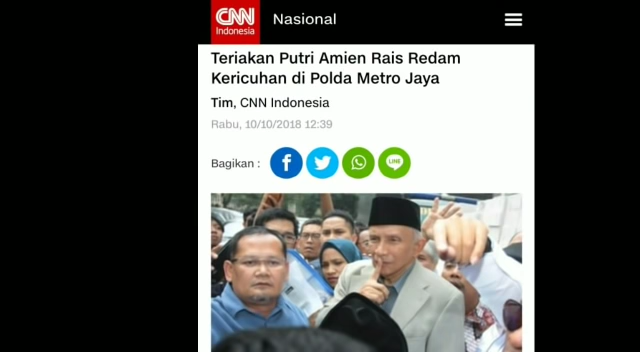 CNN
Indonesia
Nasional
Teriakan Putri Amien Rais Redam
Kericuhan di Polda Metro Jaya
Tim, CNN Indonesia
Rabu, 10/10/2018 12:39
Bagikan :
LINE